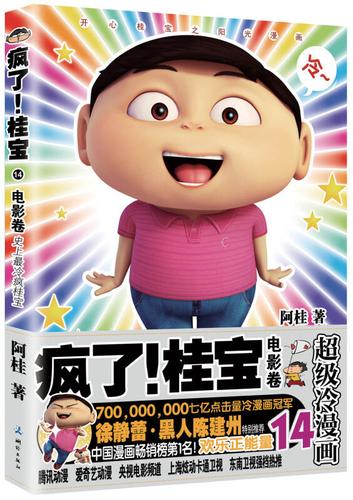 开心桂宝之阳光漫画
冷~
阿桂 著
疯了!桂宝
电影卷
超级冷漫画
14
700,000,000七亿点击量冷漫画冠军
徐静蕾·黑人陈建州特别推荐
中国漫画畅销榜第1名!欢乐正能量
腾讯动漫 爱奇艺动漫 央视电影频道 上海炫动卡通卫视 东南卫视强档热推
疯了!桂宝
14
电影卷
史上最冷疯桂宝
阿桂 著